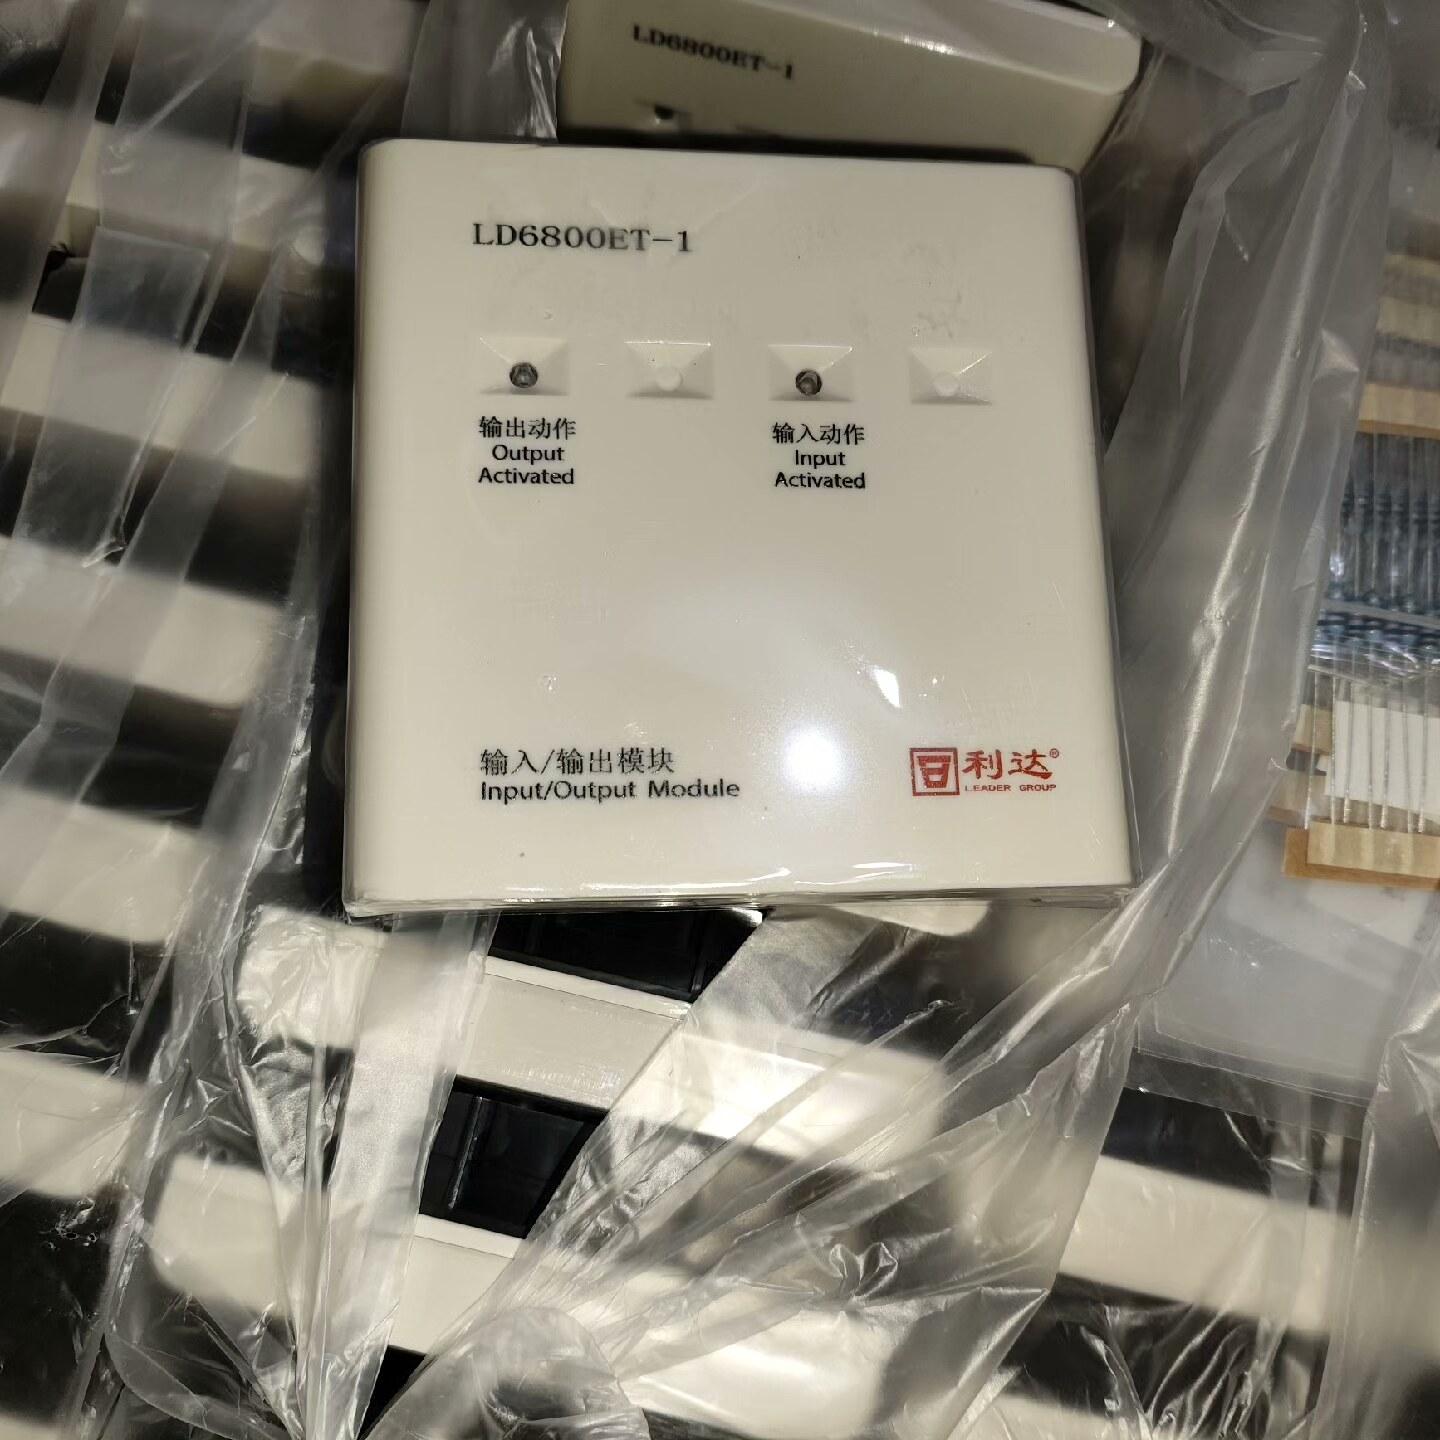 LD6800ET-1
LD6800ET-1
输出动作
Output
Activated
输入动作
Input
Activated
输入/输出模块
Input/Output Module
利达®
LEADER GROUP